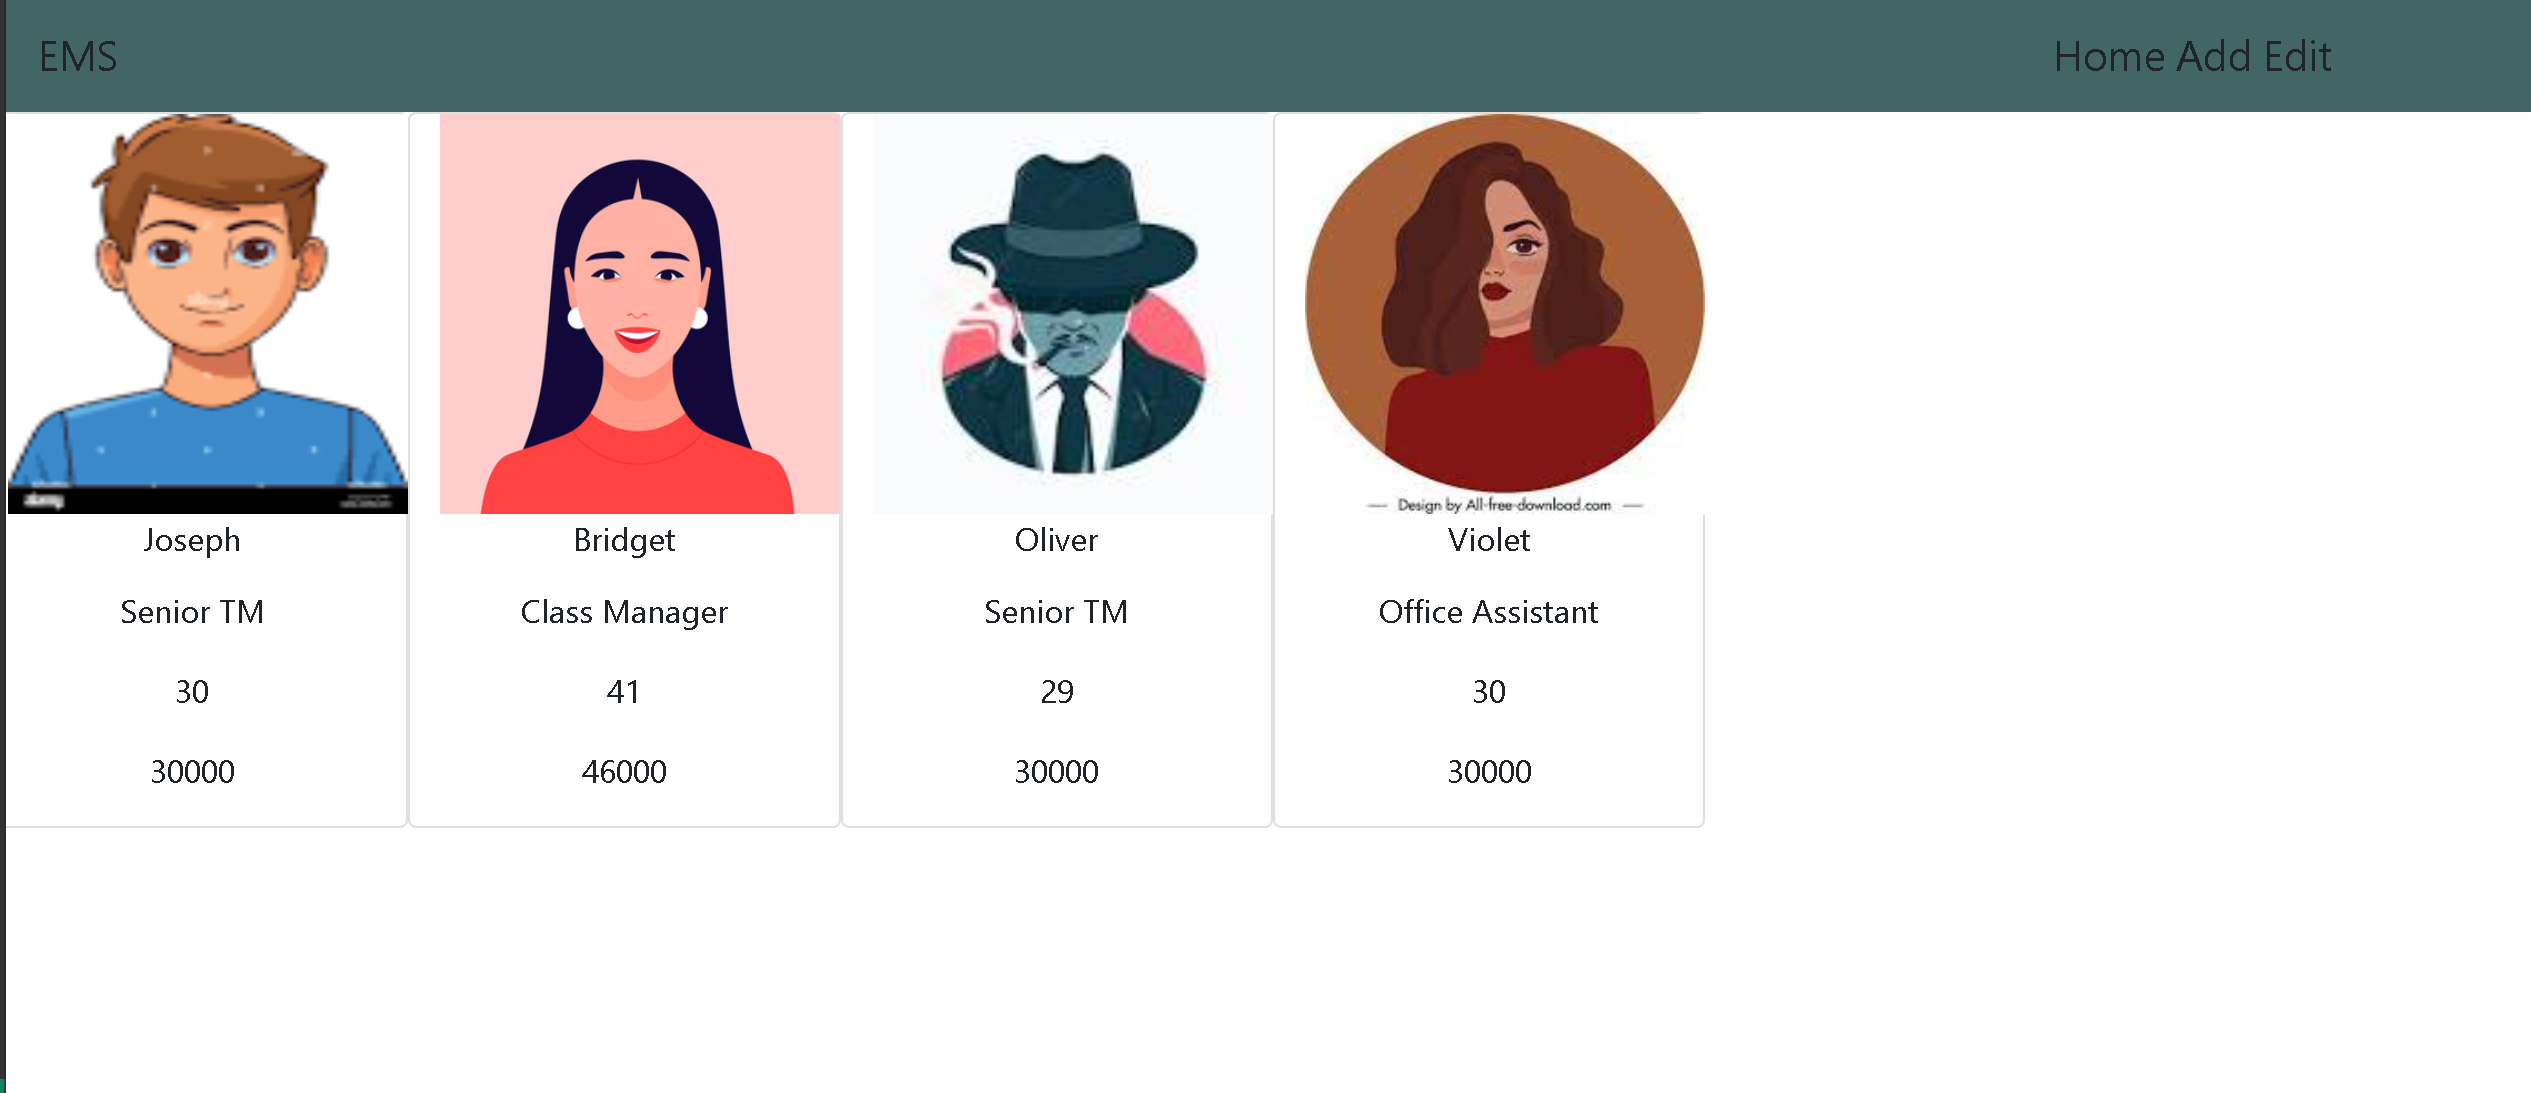 EMS
Home Add Edit
alamy
Design by All-free-download.com
Joseph
Bridget
Oliver
Violet
Senior TM
Class Manager
Senior TM
Office Assistant
30
41
29
30
30000
46000
30000
30000